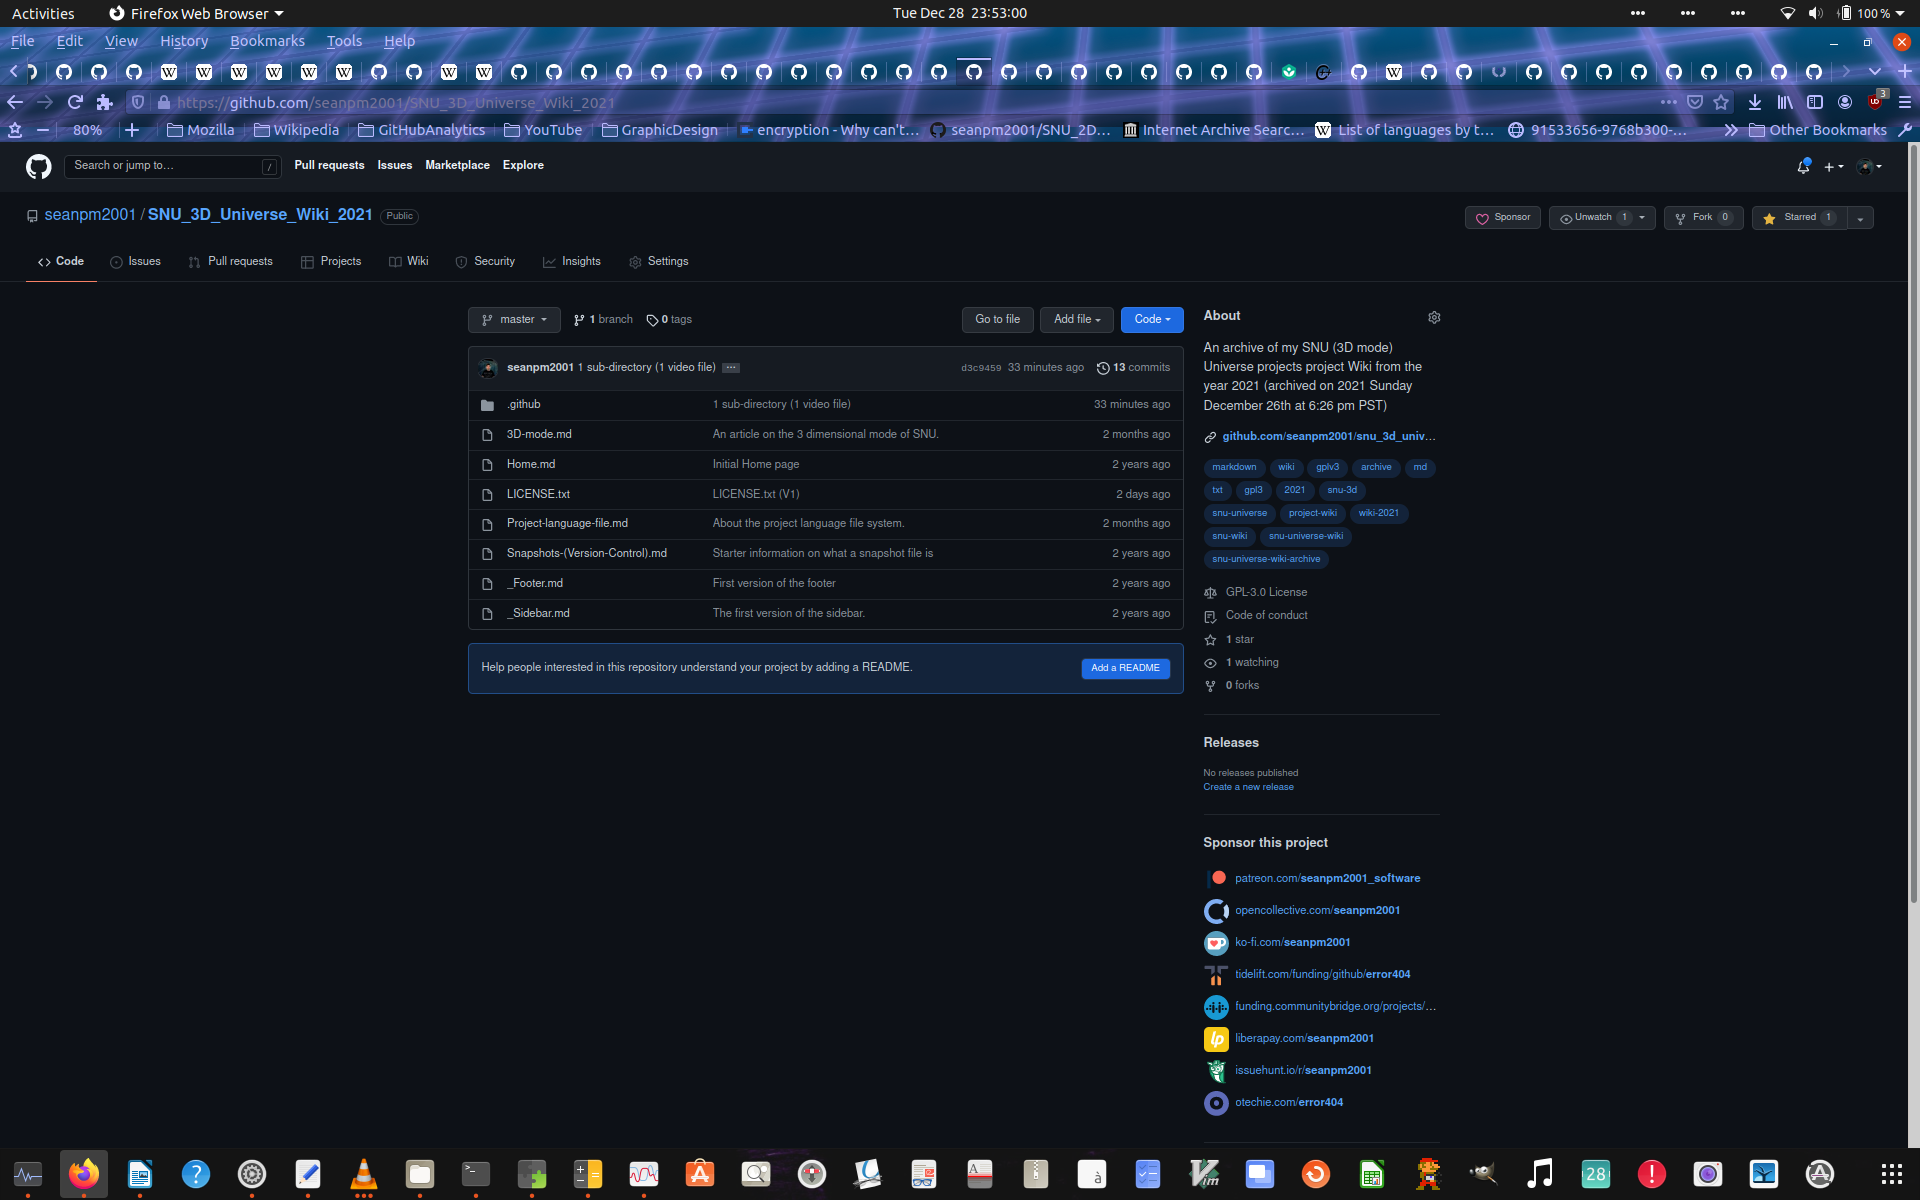 Activities
Firefox Web Browser
Tue Dec 28 23:53:00
100 %
File Edit View History Bookmarks Tools Help
https://github.com/seanpm2001/SNU_3D_Universe_Wiki_2021
3
80%
Mozilla
Wikipedia
GitHubAnalytics
YouTube
GraphicDesign
encryption - Why can't…
seanpm2001/SNU_2D…
Internet Archive Searc…
List of languages by t…
91533656-9768b300-…
Other Bookmarks
Search or jump to…
/
Pull requests Issues Marketplace Explore
seanpm2001 / SNU_3D_Universe_Wiki_2021 Public
Sponsor
Unwatch 1
Fork 0
Starred 1
Code
Issues
Pull requests
Projects
Wiki
Security
Insights
Settings
master
1 branch
0 tags
Go to file
Add file
Code
seanpm2001 1 sub-directory (1 video file) ...
d3c9459 33 minutes ago 13 commits
.github 1 sub-directory (1 video file) 33 minutes ago
3D-mode.md An article on the 3 dimensional mode of SNU. 2 months ago
Home.md Initial Home page 2 years ago
LICENSE.txt LICENSE.txt (V1) 2 days ago
Project-language-file.md About the project language file system. 2 months ago
Snapshots-(Version-Control).md Starter information on what a snapshot file is 2 years ago
_Footer.md First version of the footer 2 years ago
_Sidebar.md The first version of the sidebar. 2 years ago
Help people interested in this repository understand your project by adding a README.
Add a README
About
An archive of my SNU (3D mode)
Universe projects project Wiki from the
year 2021 (archived on 2021 Sunday
December 26th at 6:26 pm PST)
github.com/seanpm2001/snu_3d_univ…
markdown wiki gplv3 archive md
txt gpl3 2021 snu-3d
snu-universe project-wiki wiki-2021
snu-wiki snu-universe-wiki
snu-universe-wiki-archive
GPL-3.0 License
Code of conduct
1 star
1 watching
0 forks
Releases
No releases published
Create a new release
Sponsor this project
patreon.com/seanpm2001_software
opencollective.com/seanpm2001
ko-fi.com/seanpm2001
tidelift.com/funding/github/error404
funding.communitybridge.org/projects/…
liberapay.com/seanpm2001
issuehunt.io/r/seanpm2001
otechie.com/error404
28